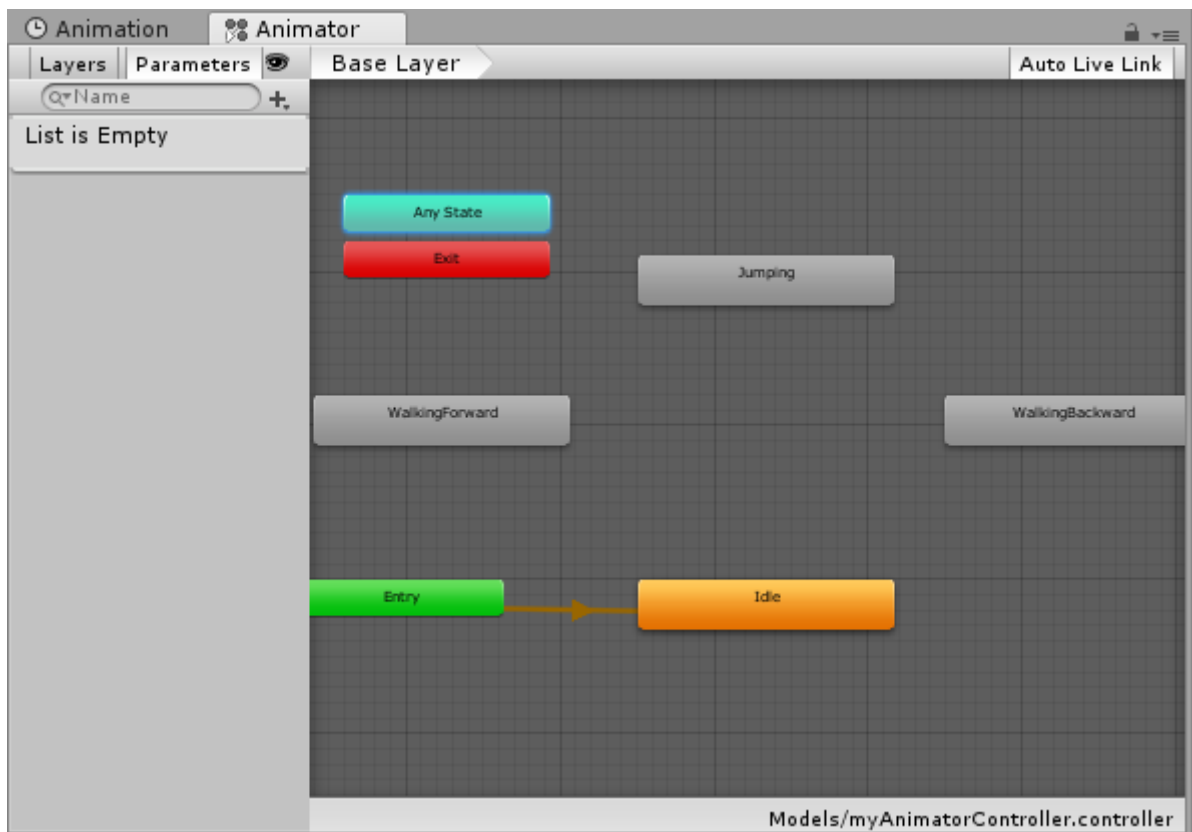 Animation
Animator
Layers
Parameters
Base Layer
Auto Live Link
Name
List is Empty
Any State
Exit
Jumping
WalkingForward
WalkingBackward
Entry
Idle
Models/myAnimatorController.controller